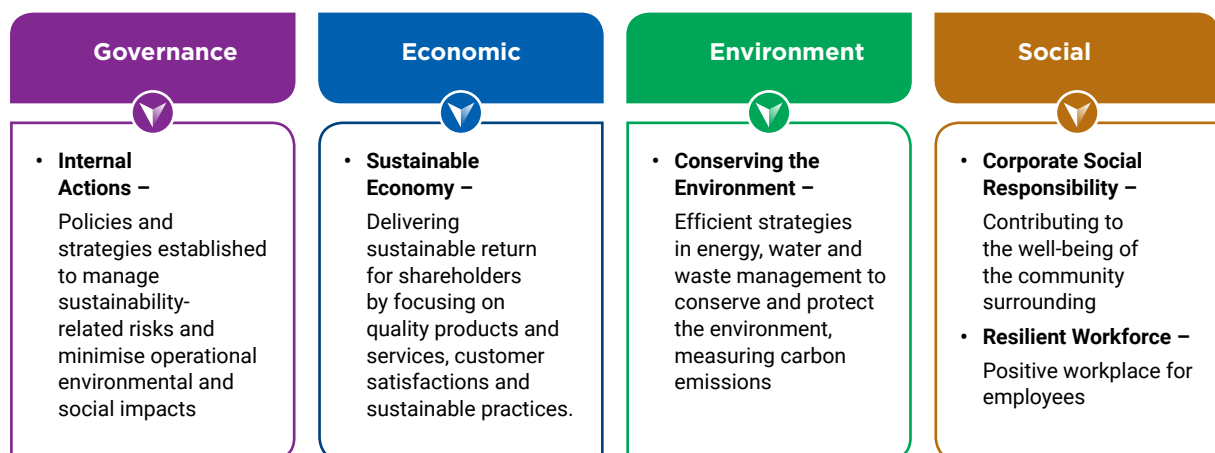 Governance
• Internal
Actions –
Policies and
strategies established
to manage
sustainability-
related risks and
minimise operational
environmental and
social impacts
Economic
• Sustainable
Economy –
Delivering
sustainable return
for shareholders
by focusing on
quality products and
services, customer
satisfactions and
sustainable practices.
Environment
• Conserving the
Environment –
Efficient strategies
in energy, water and
waste management to
conserve and protect
the environment,
measuring carbon
emissions
Social
• Corporate Social
Responsibility –
Contributing to
the well-being of
the community
surrounding
• Resilient Workforce –
Positive workplace for
employees